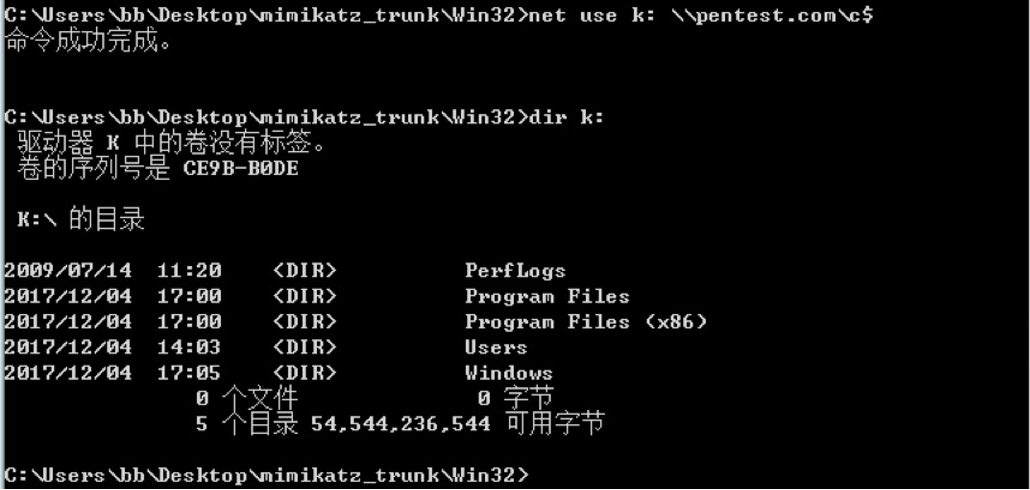 C:\Users\bb\Desktop\mimikatz_trunk\Win32>net use k: \\pentest.com\c$
命令成功完成。
C:\Users\bb\Desktop\mimikatz_trunk\Win32>dir k:
驱动器 K 中的卷没有标签。
卷的序列号是 CE9B-B0DE
K:\ 的目录
2009/07/14  11:20    <DIR>          PerfLogs
2017/12/04  17:00    <DIR>          Program Files
2017/12/04  17:00    <DIR>          Program Files (x86)
2017/12/04  14:03    <DIR>          Users
2017/12/04  17:05    <DIR>          Windows
0 个文件              0 字节
5 个目录 54,544,236,544 可用字节
C:\Users\bb\Desktop\mimikatz_trunk\Win32>